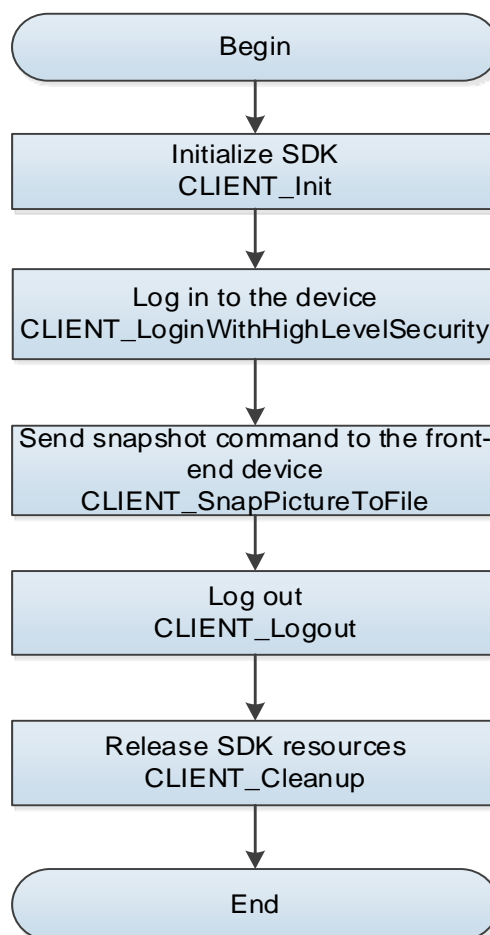 Begin
Initialize SDK
CLIENT_Init
Log in to the device
CLIENT_LoginWithHighLevelSecurity
Send snapshot command to the front-
end device
CLIENT_SnapPictureToFile
Log out
CLIENT_Logout
Release SDK resources
CLIENT_Cleanup
End